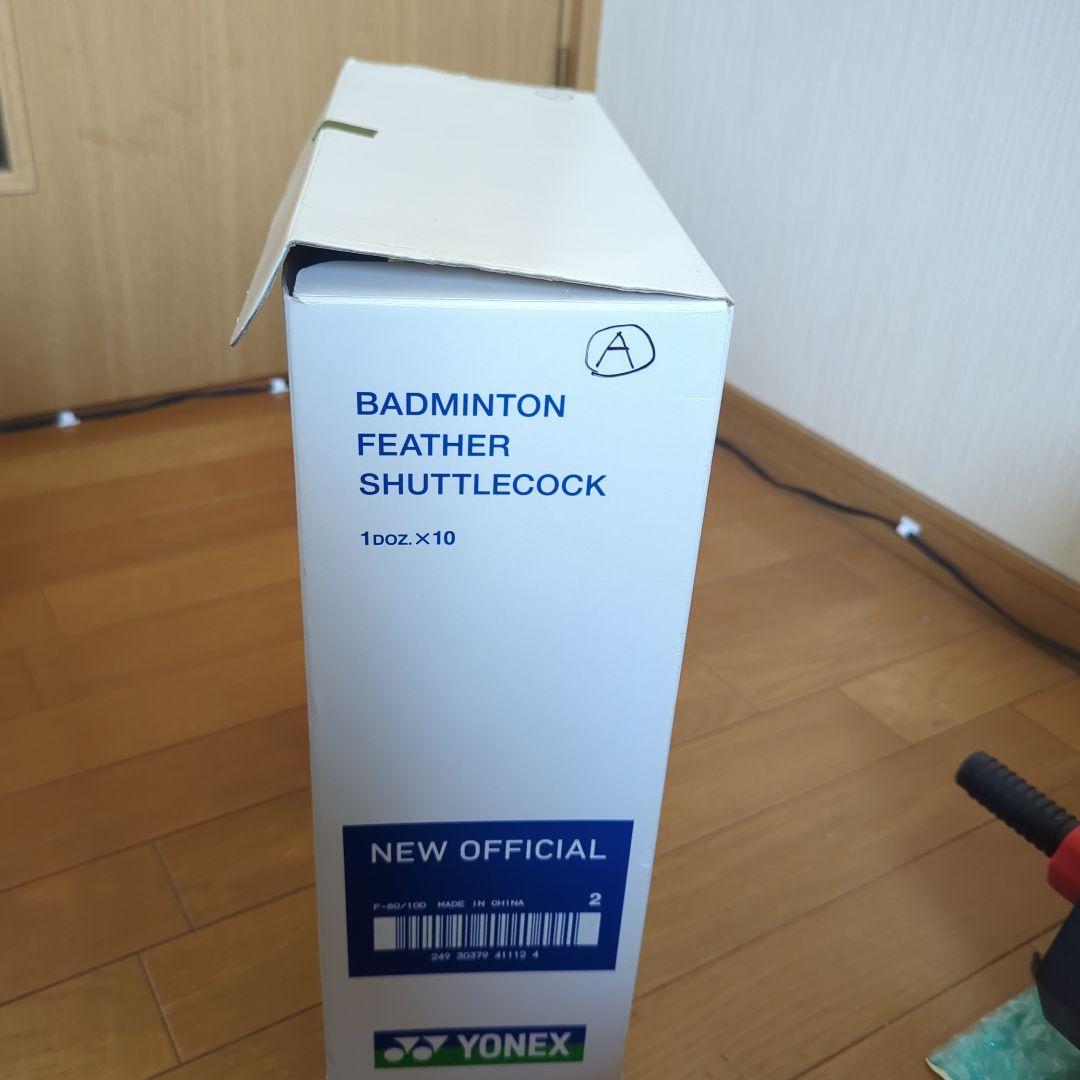 A
BADMINTON
FEATHER
SHUTTLECOCK
1DOZ.×10
NEW OFFICIAL
F-80/10D MADE IN CHINA 2
249 30379 41112 4
YONEX